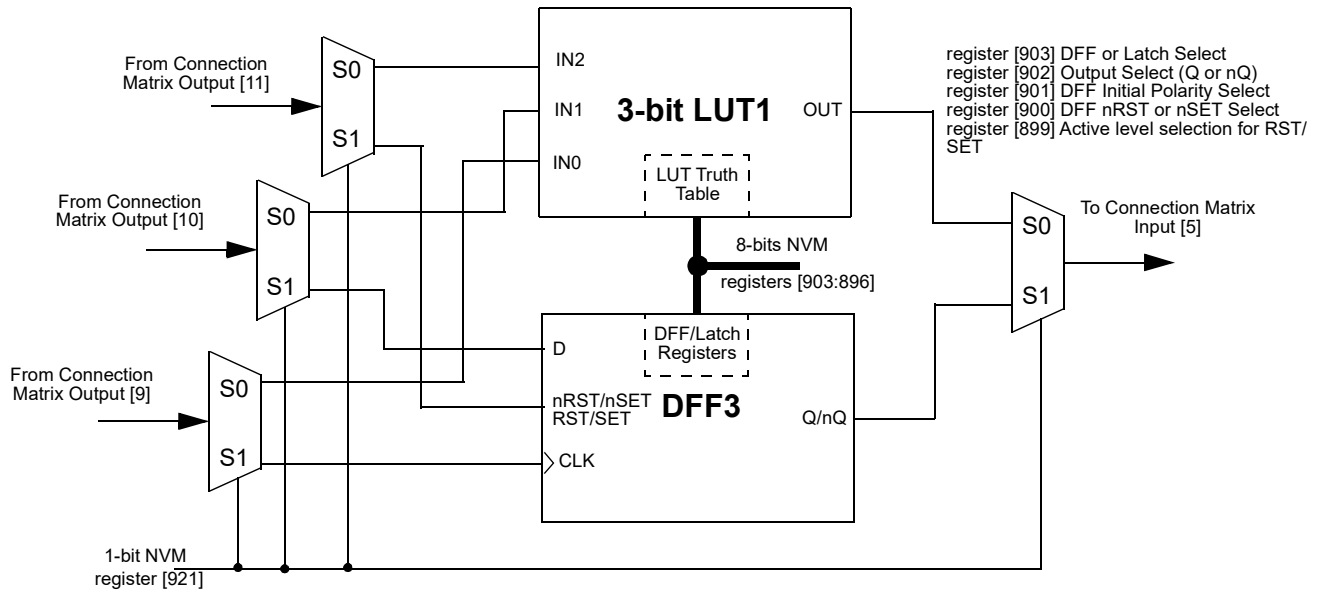 From Connection
Matrix Output [11]
S0
S1
From Connection
Matrix Output [10]
S0
S1
From Connection
Matrix Output [9]
S0
S1
1-bit NVM
register [921]
IN2
IN1
IN0
3-bit LUT1
OUT
LUT Truth
Table
8-bits NVM
registers [903:896]
DFF/Latch
Registers
D
nRST/nSET
RST/SET
DFF3
Q/nQ
CLK
register [903] DFF or Latch Select
register [902] Output Select (Q or nQ)
register [901] DFF Initial Polarity Select
register [900] DFF nRST or nSET Select
register [899] Active level selection for RST/
SET
S0
S1
To Connection Matrix
Input [5]